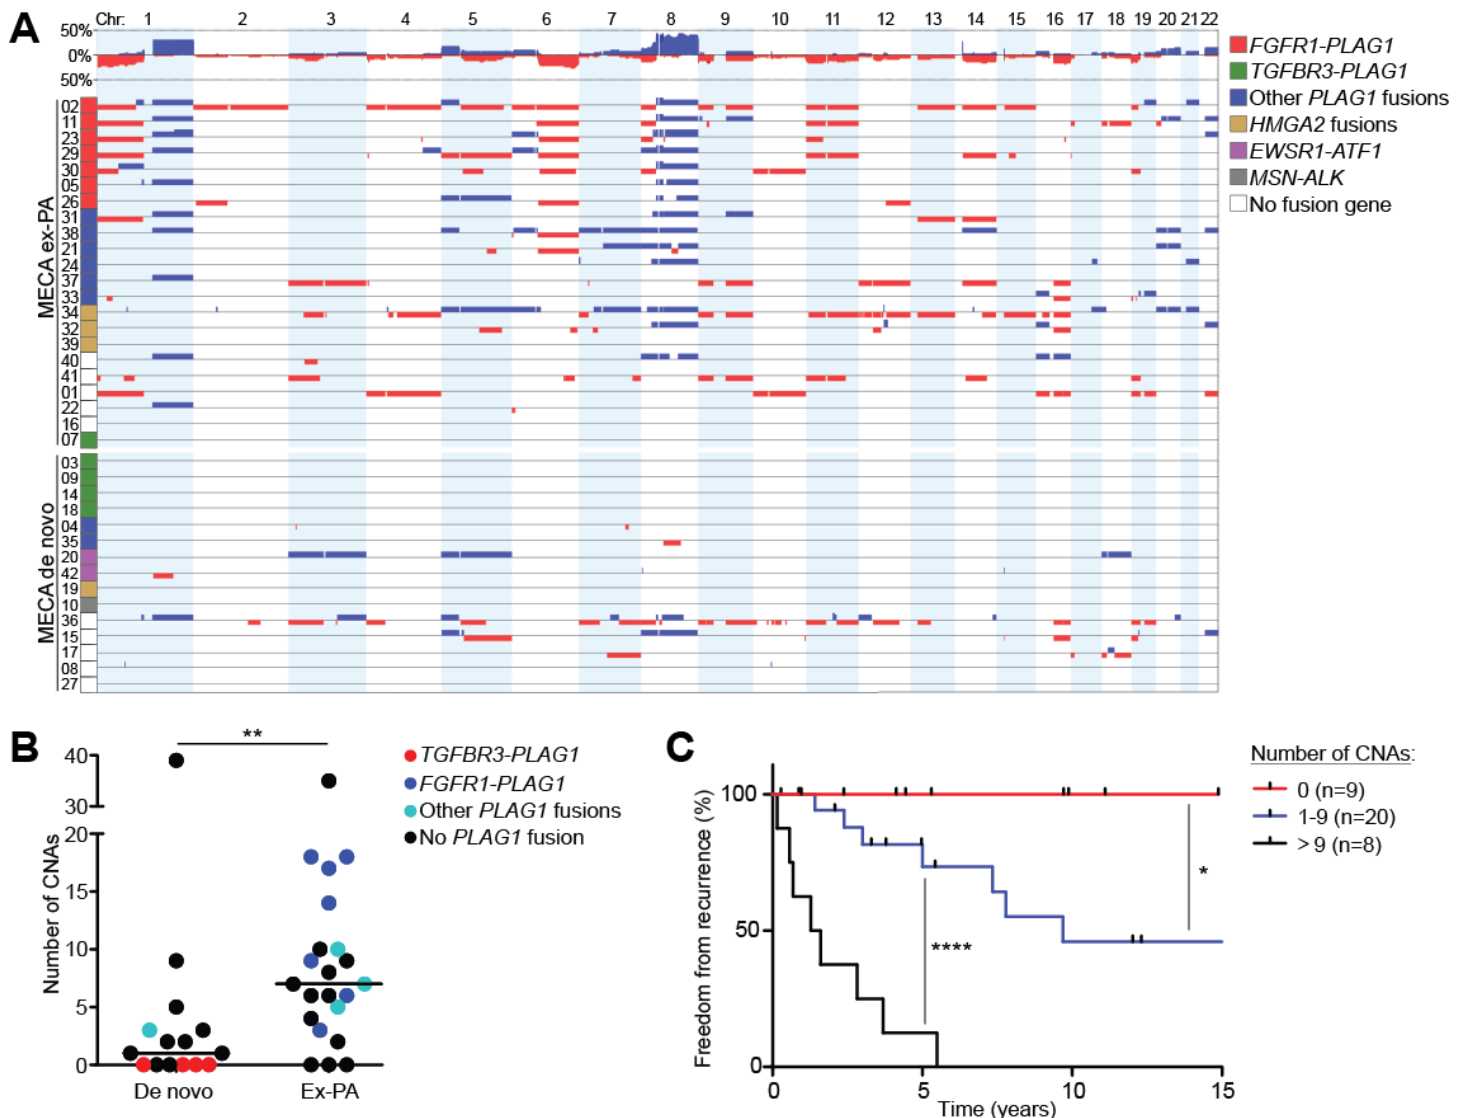 A
Chr: 1 2 3 4 5 6 7 8 9 10 11 12 13 14 15 16 17 18 19 20 21 22
50%
0%
50%
FGFR1-PLAG1
TGFBR3-PLAG1
Other PLAG1 fusions
HMGA2 fusions
EWSR1-ATF1
MSN-ALK
No fusion gene
MECA ex-PA
02
11
23
29
30
05
26
31
38
21
24
37
33
34
32
39
40
41
01
22
16
07
MECA de novo
03
09
14
18
04
35
20
42
19
10
36
15
17
08
27
B
**
40
30
20
15
10
5
0
Number of CNAs
De novo Ex-PA
TGFBR3-PLAG1
FGFR1-PLAG1
Other PLAG1 fusions
No PLAG1 fusion
C
Freedom from recurrence (%)
100
50
0
****
*
0 5 10 15
Time (years)
Number of CNAs:
0 (n=9)
1-9 (n=20)
> 9 (n=8)